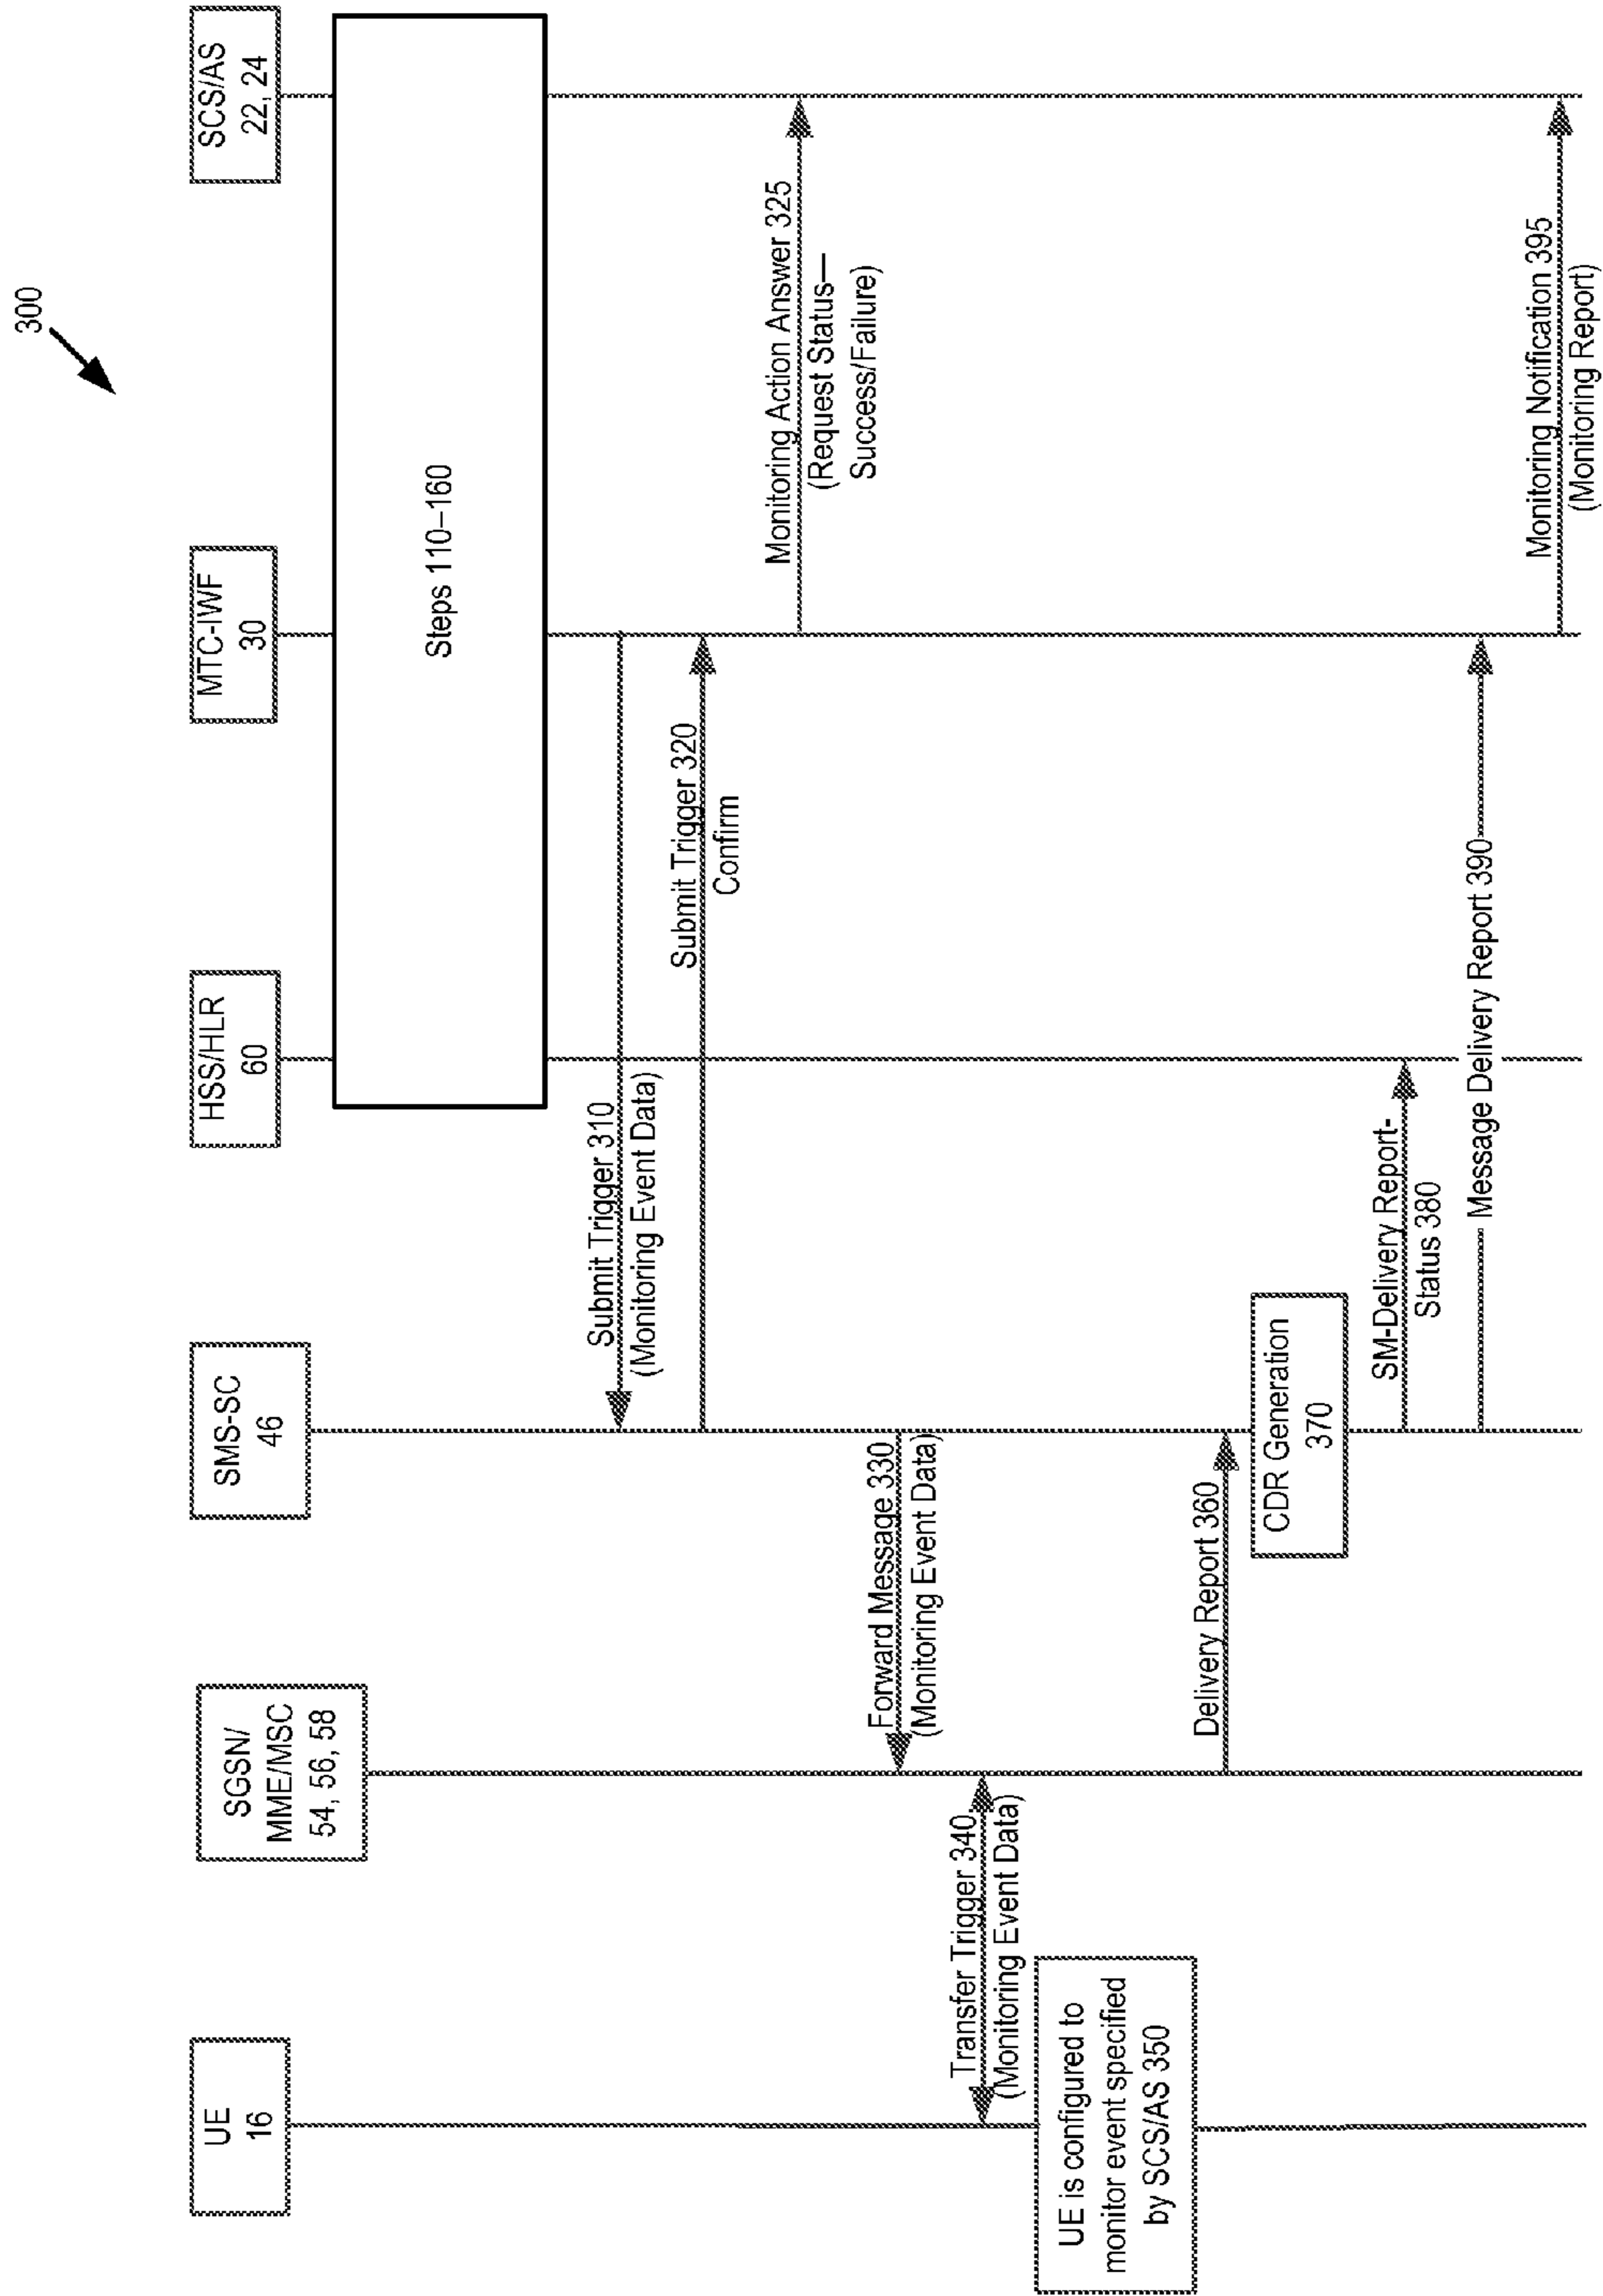 300
UE
16
SGSN/
MME/MSC
54, 56, 58
SMS-SC
46
HSS/HLR
60
MTC-IWF
30
SCS/AS
22, 24
Steps 110–160
Submit Trigger 310
(Monitoring Event Data)
Submit Trigger 320
Confirm
Monitoring Action Answer 325
(Request Status—
Success/Failure)
Forward Message 330
(Monitoring Event Data)
Transfer Trigger 340
(Monitoring Event Data)
UE is configured to
monitor event specified
by SCS/AS 350
Delivery Report 360
CDR Generation
370
SM-Delivery Report-
Status 380
Message Delivery Report 390
Monitoring Notification 395
(Monitoring Report)